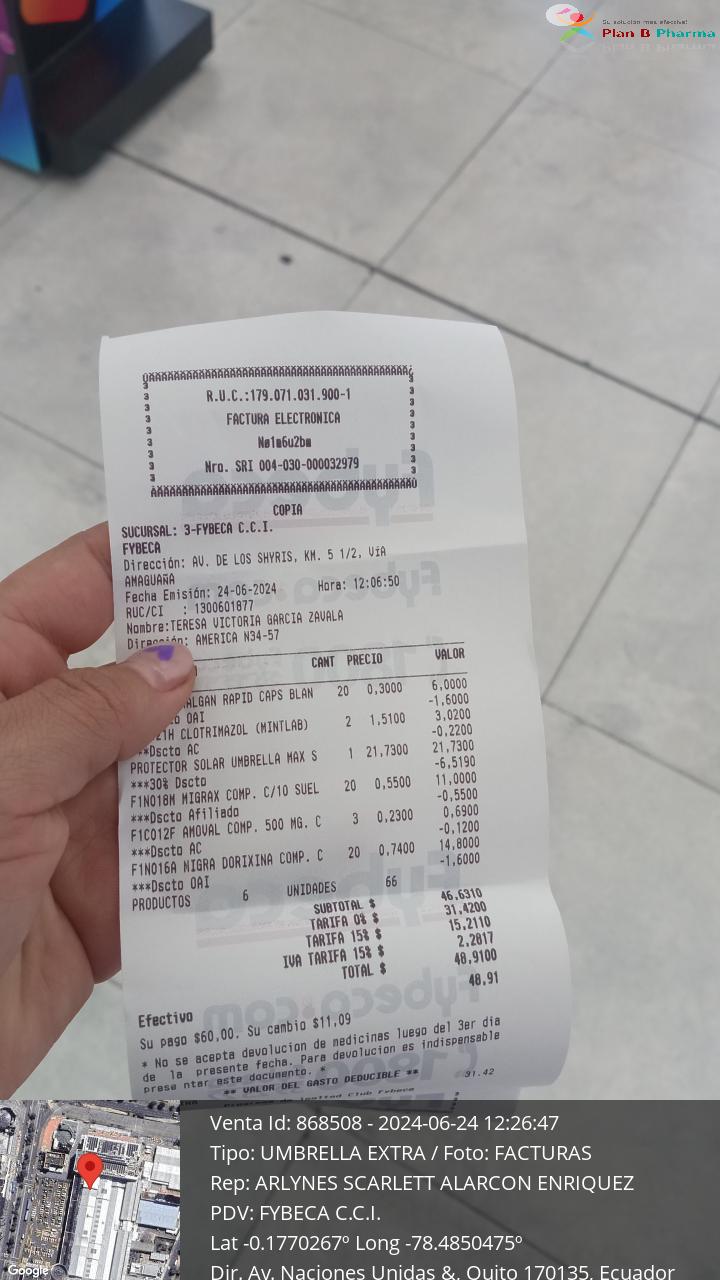 Su solución más efectiva!
Plan B Pharma
R.U.C.:179.071.031.900-1
FACTURA ELECTRONICA
Nø1m6u2bm
Nro. SRI 004-030-000032979
COPIA
SUCURSAL: 3-FYBECA C.C.I.
FYBECA
Dirección: AV. DE LOS SHYRIS, KM. 5 1/2, VíA
AMAGUAÑA
Fecha Emisión: 24-06-2024 Hora: 12:06:50
RUC/CI : 1300601877
Nombre:TERESA VICTORIA GARCIA ZAVALA
Dirección: AMERICA N34-57
CANT PRECIO VALOR
ALGAN RAPID CAPS BLAN 20 0,3000 6,0000
OAI -1,6000
CLOTRIMAZOL (MINTLAB) 2 1,5100 3,0200
***Dscto AC -0,2200
PROTECTOR SOLAR UMBRELLA MAX S 1 21,7300 21,7300
***30% Dscto -6,5190
F1N018M MIGRAX COMP. C/10 SUEL 20 0,5500 11,0000
***Dscto Afiliado -0,5500
F1C012F AMOVAL COMP. 500 MG. C 3 0,2300 0,6900
***Dscto AC -0,1200
F1N016A MIGRA DORIXINA COMP. C 20 0,7400 14,8000
***Dscto OAI -1,6000
PRODUCTOS 6 UNIDADES 66
SUBTOTAL $ 46,6310
TARIFA 0% $ 31,4200
TARIFA 15% $ 15,2110
IVA TARIFA 15% $ 2,2817
TOTAL $ 48,9100
48,91
Efectivo
Su pago $60,00. Su cambio $11,09
* No se acepta devolucion de medicinas luego del 3er dia
de la presente fecha. Para devolucion es indispensable
prese ntar este documento. *
** VALOR DEL GASTO DEDUCIBLE ** 31.42
Club Fybeca
Venta Id: 868508 - 2024-06-24 12:26:47
Tipo: UMBRELLA EXTRA / Foto: FACTURAS
Rep: ARLYNES SCARLETT ALARCON ENRIQUEZ
PDV: FYBECA C.C.I.
Lat -0.1770267º Long -78.4850475º
Dir. Av. Naciones Unidas &, Quito 170135, Ecuador
Google